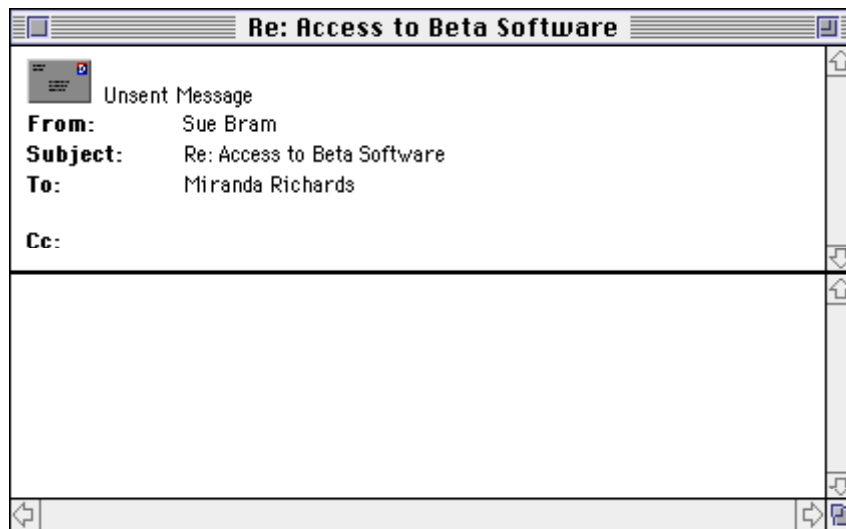 Re: Access to Beta Software
Unsent Message
From: Sue Bram
Subject: Re: Access to Beta Software
To: Miranda Richards
Cc: